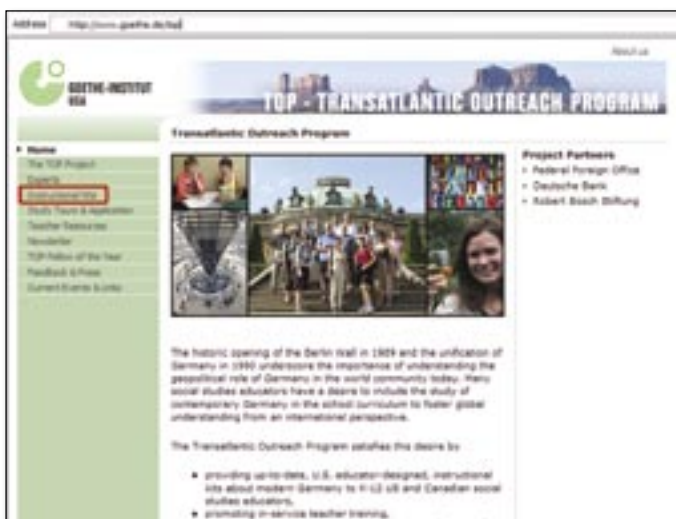 Address http://www.goethe.de/top
About us
GOETHE-INSTITUT
USA
TOP - TRANSATLANTIC OUTREACH PROGRAM
Transatlantic Outreach Program
Home
The TOP Project
Experts
Instructional Kits
Study Tours & Application
Teacher Resources
Newsletter
TOP Fellow of the Year
Feedback & Press
Current Events & Links
Project Partners
Federal Foreign Office
Deutsche Bank
Robert Bosch Stiftung
The historic opening of the Berlin Wall in 1989 and the unification of
Germany in 1990 underscore the importance of understanding the
geopolitical role of Germany in the world community today. Many
social studies educators have a desire to include the study of
contemporary Germany in the school curriculum to foster global
understanding from an international perspective.
The Transatlantic Outreach Program satisfies this desire by
• providing up-to-date, U.S. educator-designed, instructional
kits about modern Germany to K-12 US and Canadian social
studies educators,
• promoting in-service teacher training,